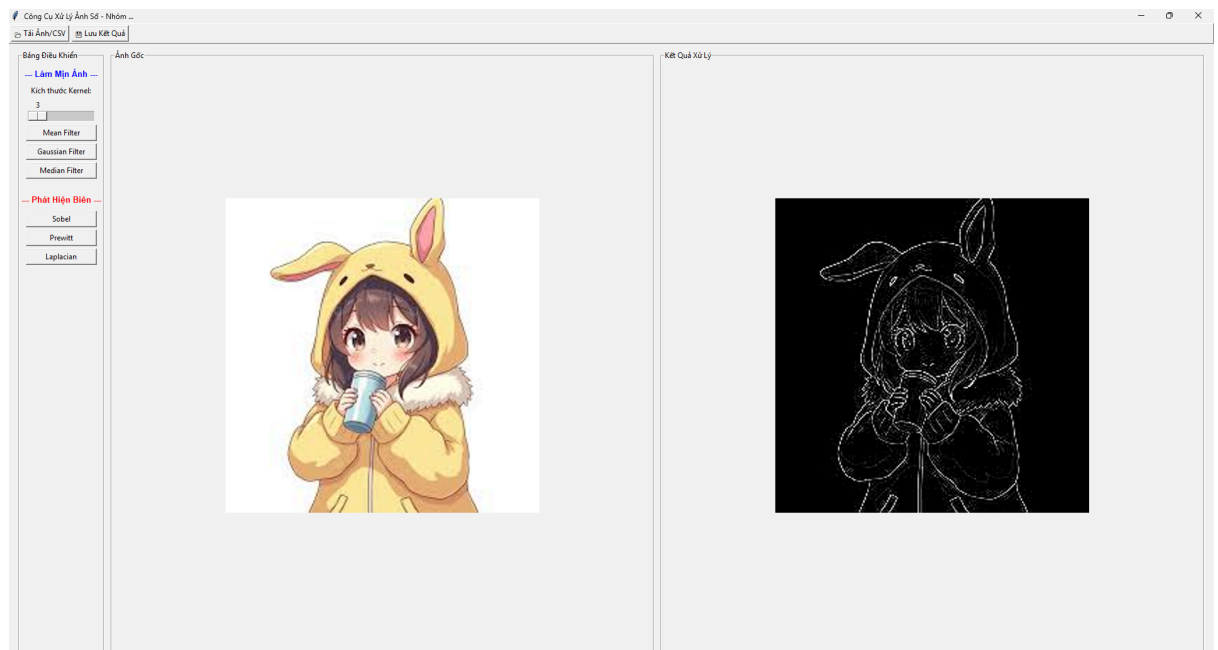 Công Cụ Xử Lý Ảnh Số - Nhóm ...
Tải Ảnh/CSV
Lưu Kết Quả
Bảng Điều Khiển
--- Làm Mịn Ảnh ---
Kích thước Kernel:
3
Mean Filter
Gaussian Filter
Median Filter
--- Phát Hiện Biên ---
Sobel
Prewitt
Laplacian
Ảnh Gốc
Kết Quả Xử Lý